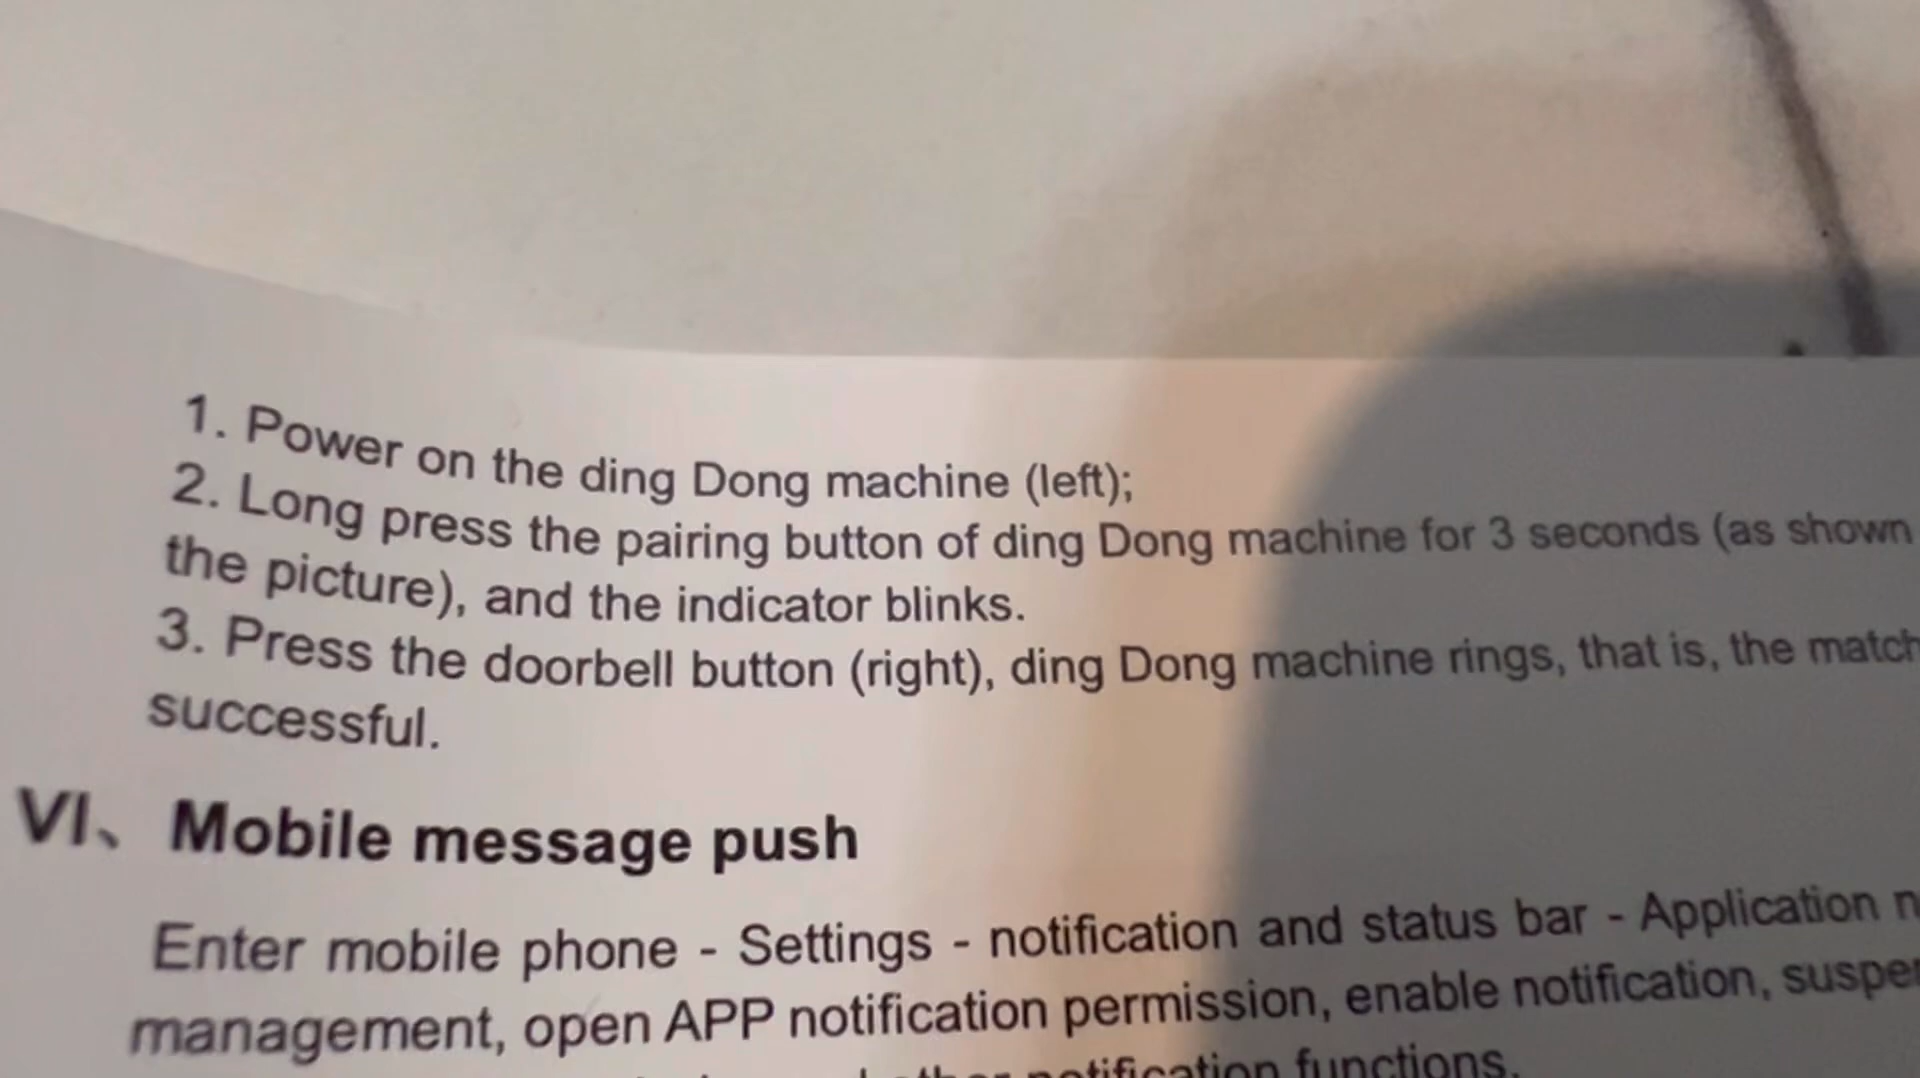 1. Power on the ding Dong machine (left);
2. Long press the pairing button of ding Dong machine for 3 seconds (as shown
the picture), and the indicator blinks.
3. Press the doorbell button (right), ding Dong machine rings, that is, the match
successful.
VI、 Mobile message push
Enter mobile phone - Settings - notification and status bar - Application
management, open APP notification permission, enable notification,
notification functions.